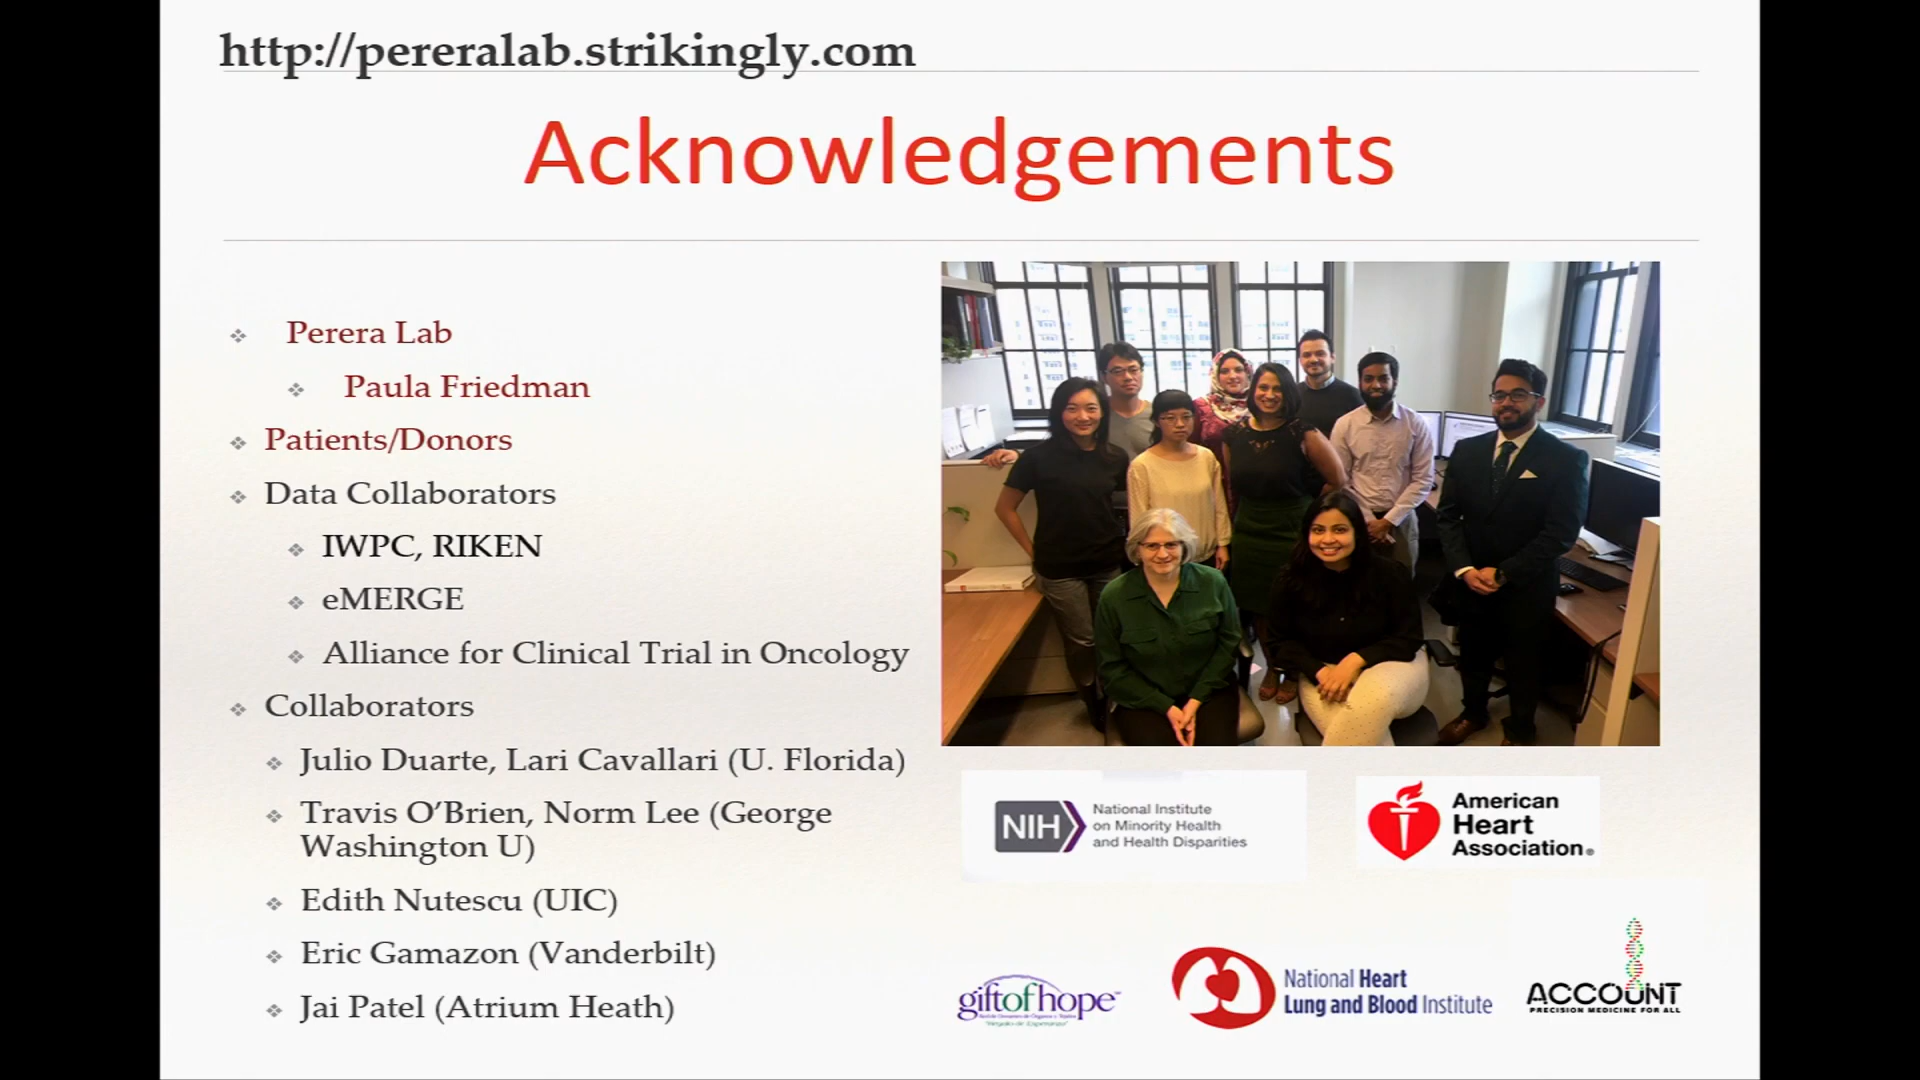 http://pereralab.strikingly.com
Acknowledgements
Perera Lab
Paula Friedman
Patients/Donors
Data Collaborators
IWPC, RIKEN
eMERGE
Alliance for Clinical Trial in Oncology
Collaborators
Julio Duarte, Lari Cavallari (U. Florida)
Travis O’Brien, Norm Lee (George
Washington U)
Edith Nutescu (UIC)
Eric Gamazon (Vanderbilt)
Jai Patel (Atrium Heath)
NIH
National Institute
on Minority Health
and Health Disparities
American
Heart
Association®
giftofhope™
National Heart
Lung and Blood Institute
ACCOUNT
PRECISION MEDICINE FOR ALL